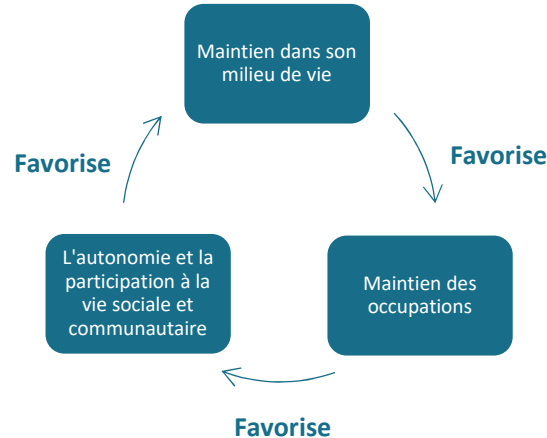 Maintien dans son
milieu de vie
Favorise
Favorise
L'autonomie et la
participation à la
vie sociale et
communautaire
Maintien des
occupations
Favorise